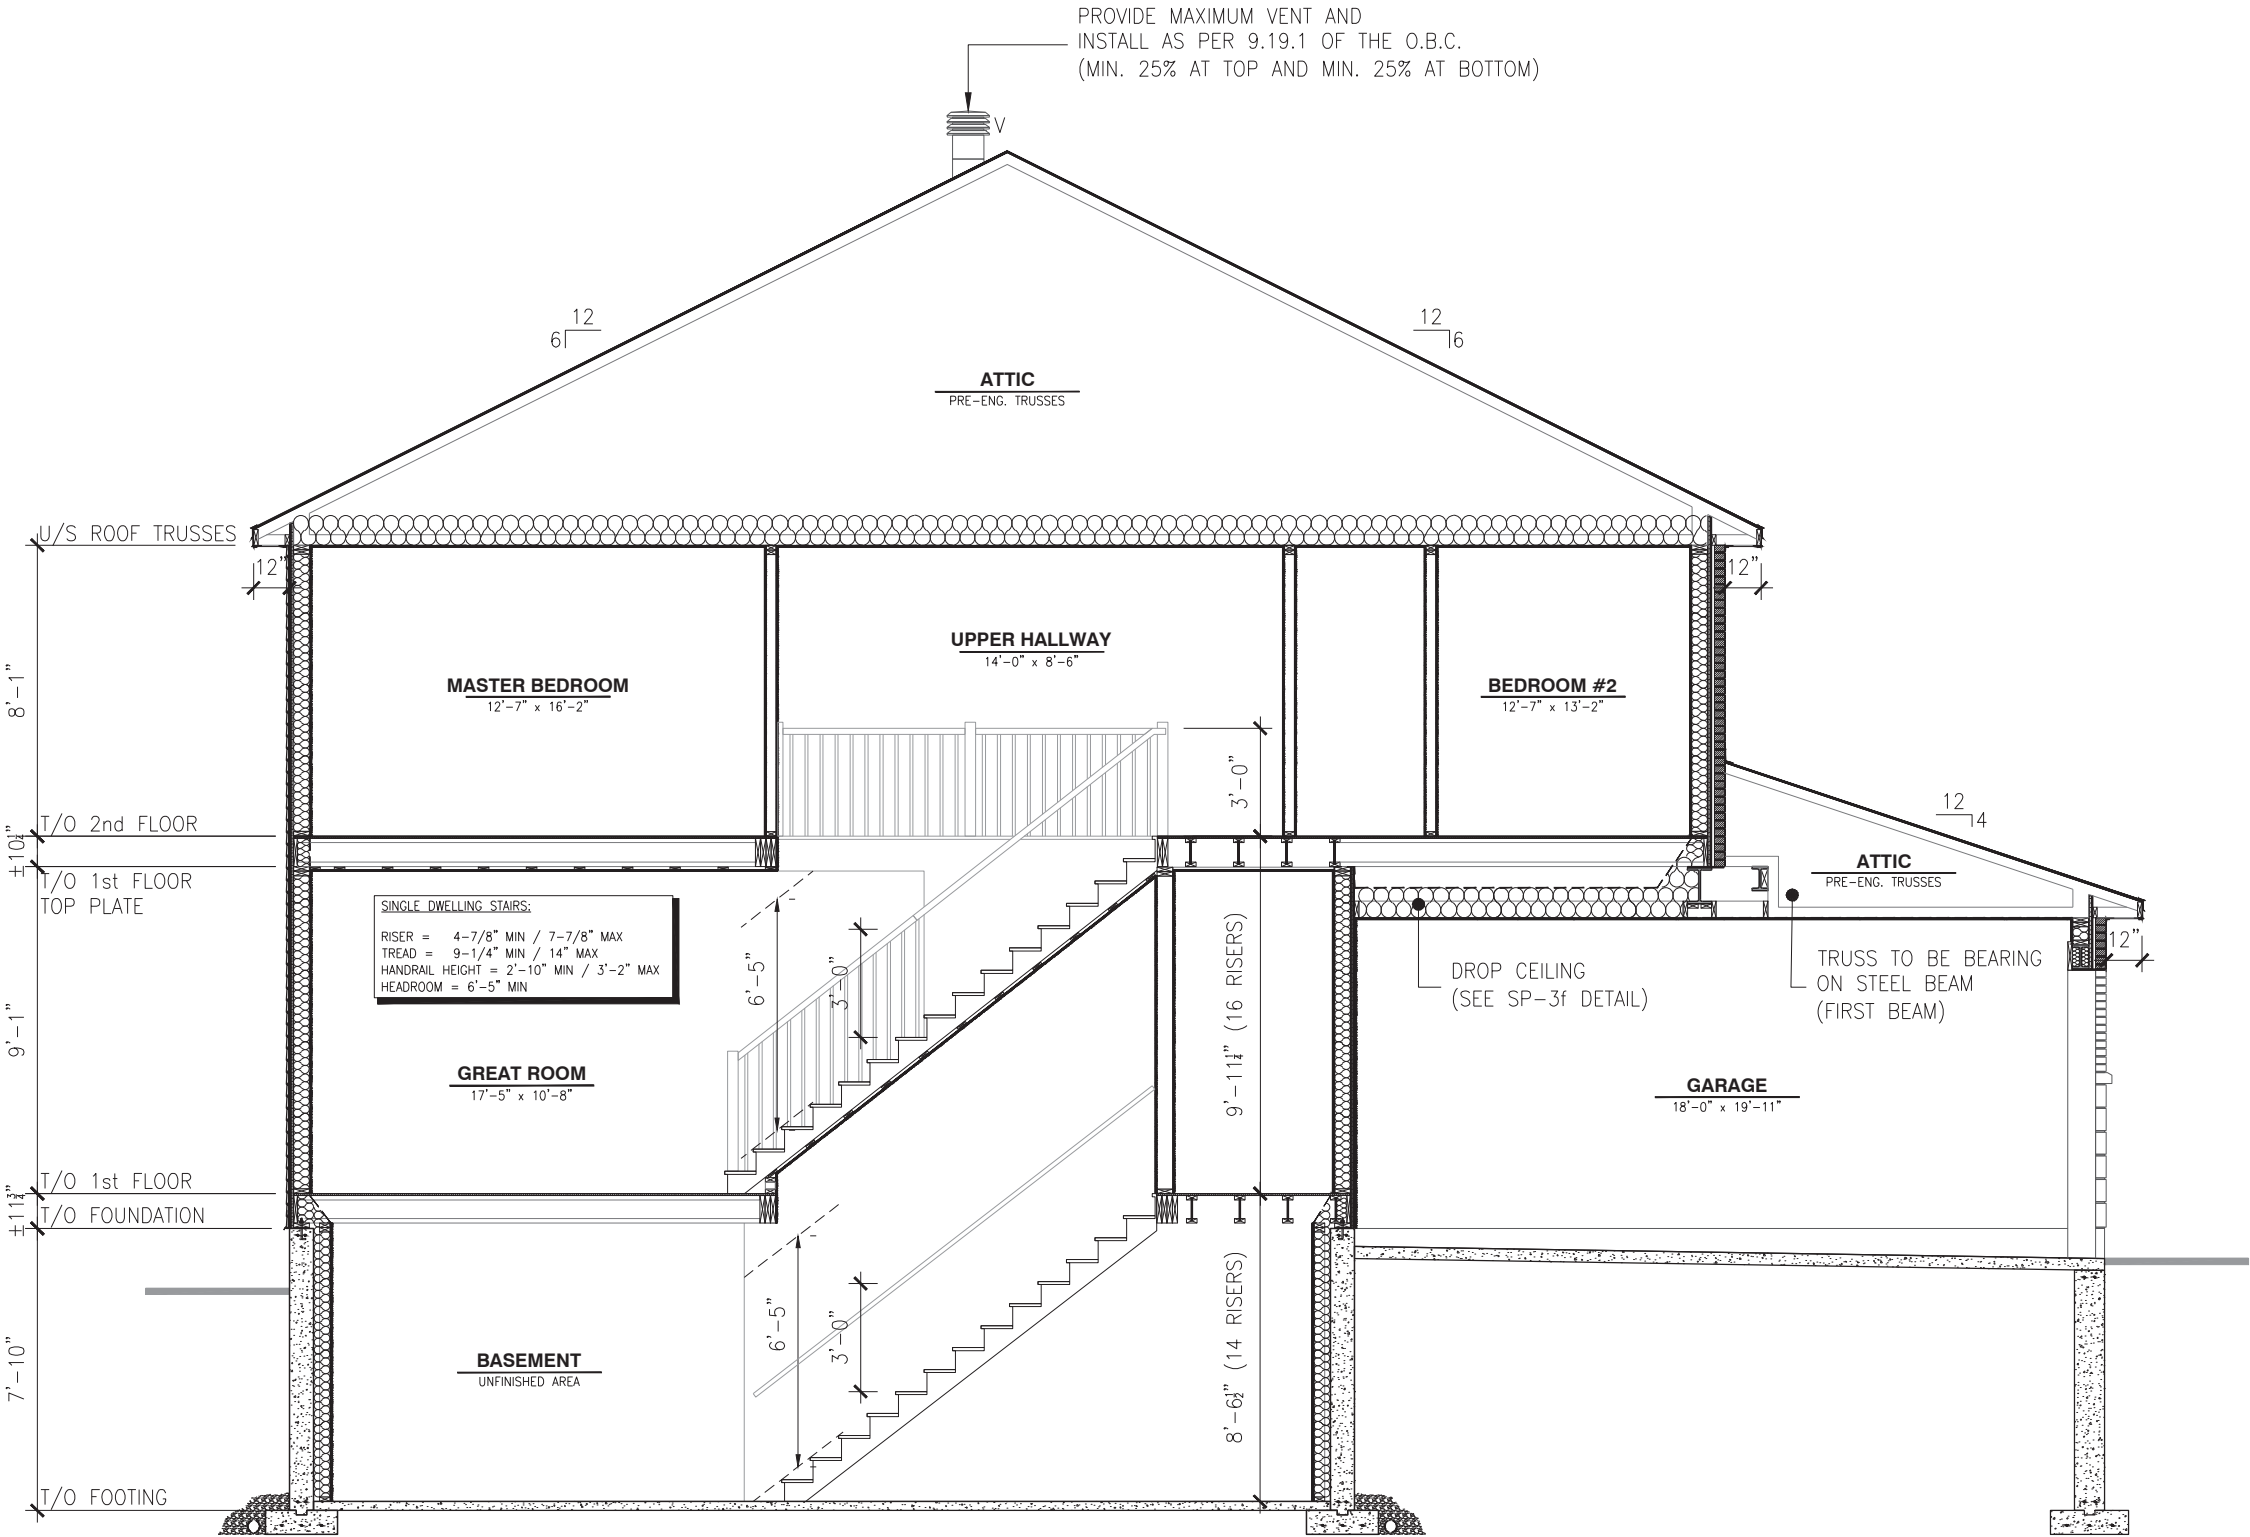 PROVIDE MAXIMUM VENT AND
INSTALL AS PER 9.19.1 OF THE O.B.C.
(MIN. 25% AT TOP AND MIN. 25% AT BOTTOM)
V
12
6
12
6
ATTIC
PRE-ENG. TRUSSES
U/S ROOF TRUSSES
12"
12"
8'-1"
MASTER BEDROOM
12'-7" x 16'-2"
UPPER HALLWAY
14'-0" x 8'-6"
BEDROOM #2
12'-7" x 13'-2"
3'-0"
12
4
T/O 2nd FLOOR
±10½"
T/O 1st FLOOR
TOP PLATE
ATTIC
PRE-ENG. TRUSSES
SINGLE DWELLING STAIRS:
RISER = 4-7/8" MIN / 7-7/8" MAX
TREAD = 9-1/4" MIN / 14" MAX
HANDRAIL HEIGHT = 2'-10" MIN / 3'-2" MAX
HEADROOM = 6'-5" MIN
6'-5"
3'-0"
9'-11¼" (16 RISERS)
DROP CEILING
(SEE SP-3f DETAIL)
TRUSS TO BE BEARING
ON STEEL BEAM
(FIRST BEAM)
12"
9'-1"
GREAT ROOM
17'-5" x 10'-8"
GARAGE
18'-0" x 19'-11"
T/O 1st FLOOR
±11¾"
T/O FOUNDATION
6'-5"
3'-0"
8'-6½" (14 RISERS)
7'-10"
BASEMENT
UNFINISHED AREA
T/O FOOTING